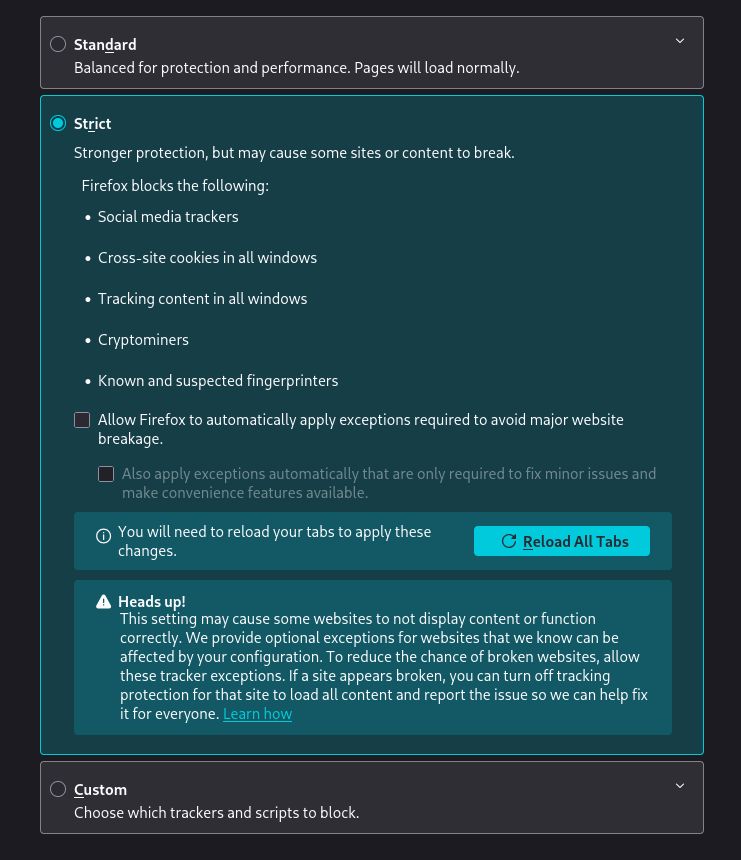 Standard
Balanced for protection and performance. Pages will load normally.
Strict
Stronger protection, but may cause some sites or content to break.
Firefox blocks the following:
• Social media trackers
• Cross-site cookies in all windows
• Tracking content in all windows
• Cryptominers
• Known and suspected fingerprinters
Allow Firefox to automatically apply exceptions required to avoid major website
breakage.
Also apply exceptions automatically that are only required to fix minor issues and
make convenience features available.
You will need to reload your tabs to apply these
changes.
Reload All Tabs
Heads up!
This setting may cause some websites to not display content or function
correctly. We provide optional exceptions for websites that we know can be
affected by your configuration. To reduce the chance of broken websites, allow
these tracker exceptions. If a site appears broken, you can turn off tracking
protection for that site to load all content and report the issue so we can help fix
it for everyone. Learn how
Custom
Choose which trackers and scripts to block.